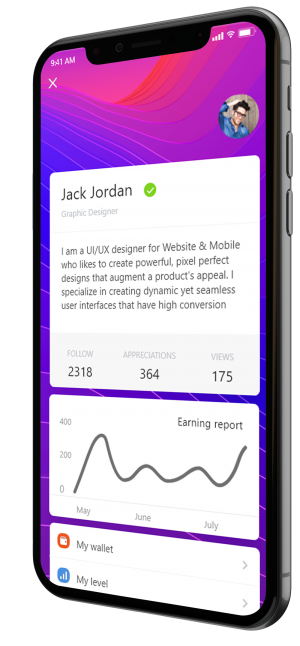 9:41 AM
Jack Jordan
Graphic Designer
I am a UI/UX designer for Website & Mobile
who likes to create powerful, pixel perfect
designs that augment a product's appeal. I
specialize in creating dynamic yet seamless
user interfaces that have high conversion
FOLLOW APPRECIATIONS VIEWS
2318 364 175
Earning report
400
200
0
May June July
My wallet
My level